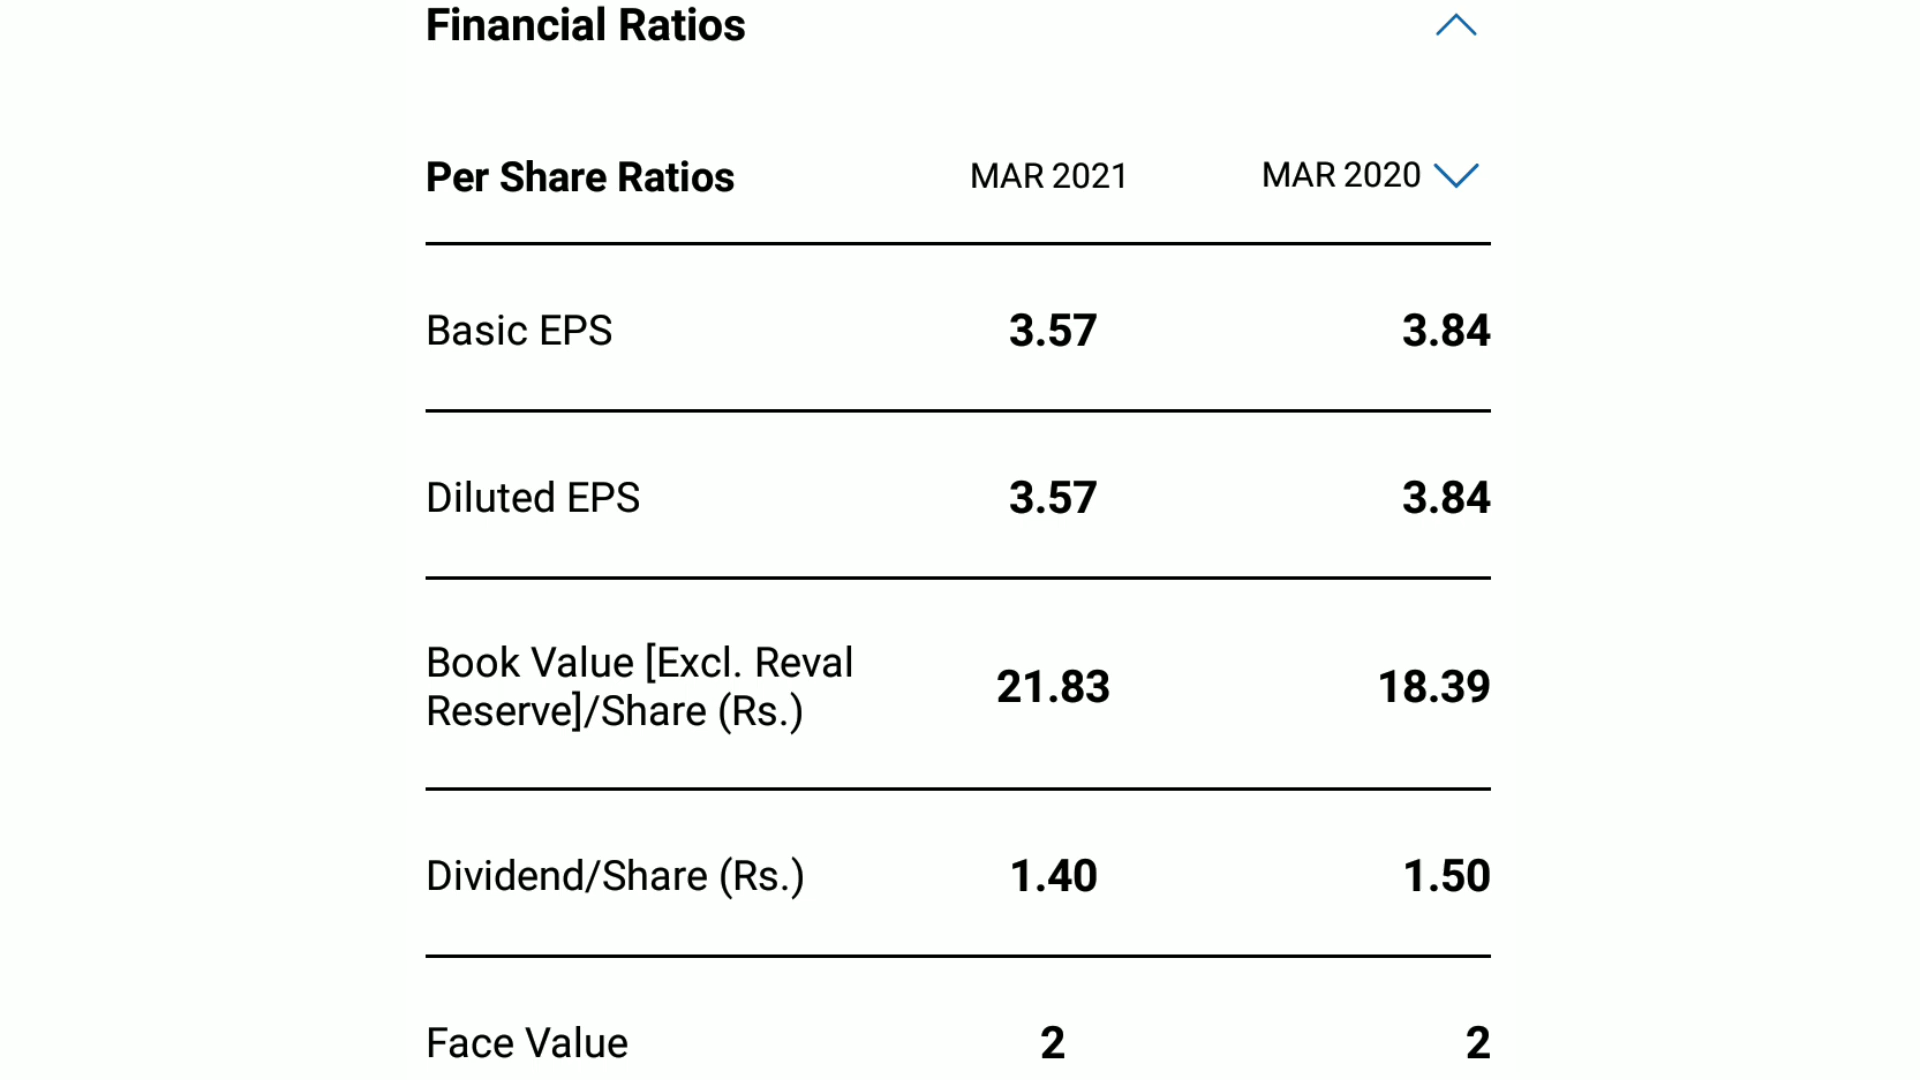 Financial Ratios
Per Share Ratios MAR 2021 MAR 2020
Basic EPS 3.57 3.84
Diluted EPS 3.57 3.84
Book Value [Excl. Reval
Reserve]/Share (Rs.) 21.83 18.39
Dividend/Share (Rs.) 1.40 1.50
Face Value 2 2